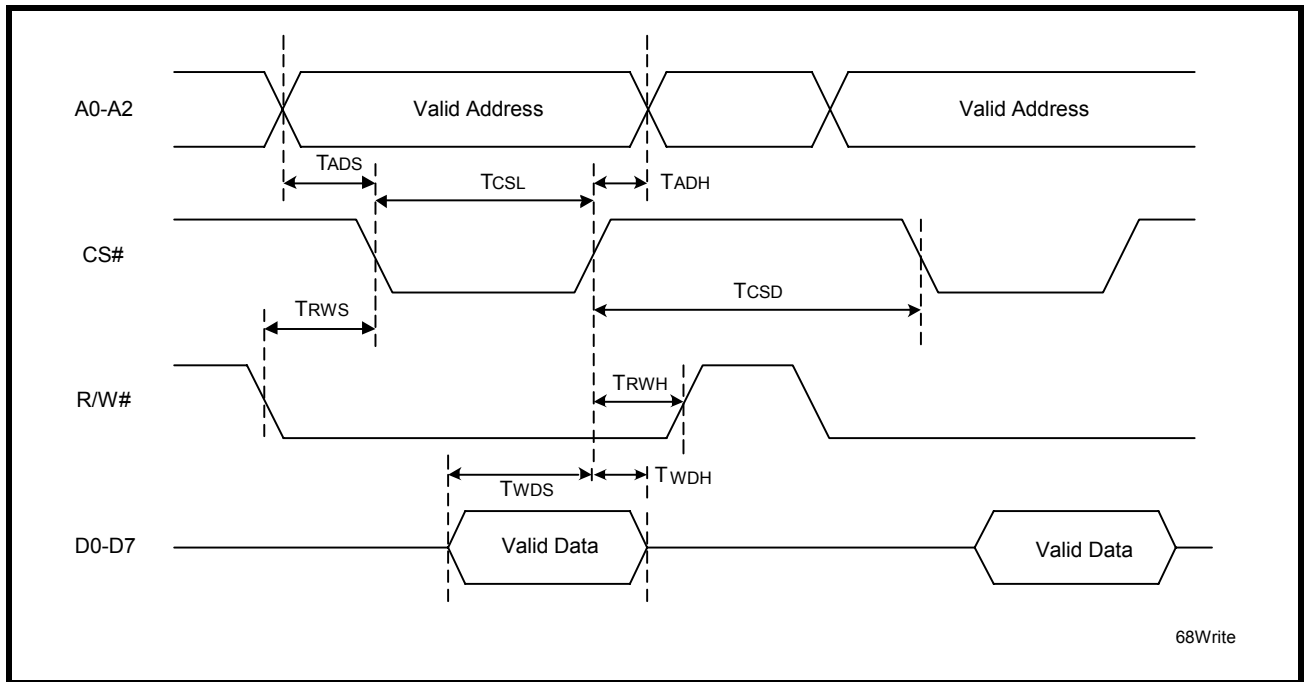 A0-A2
Valid Address
Valid Address
TADS
TCSL
TADH
CS#
TCSD
TRWS
R/W#
TRWH
TWDS
TWDH
D0-D7
Valid Data
Valid Data
68Write